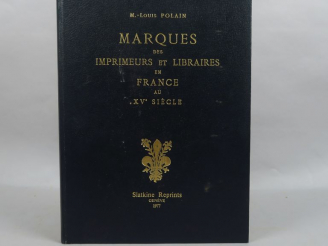 M.-Louis POLAIN
MARQUES
DES
IMPRIMEURS ET LIBRAIRES
EN
FRANCE
AU
XVᵉ SIÈCLE
Slatkine Reprints
GENÈVE
1977